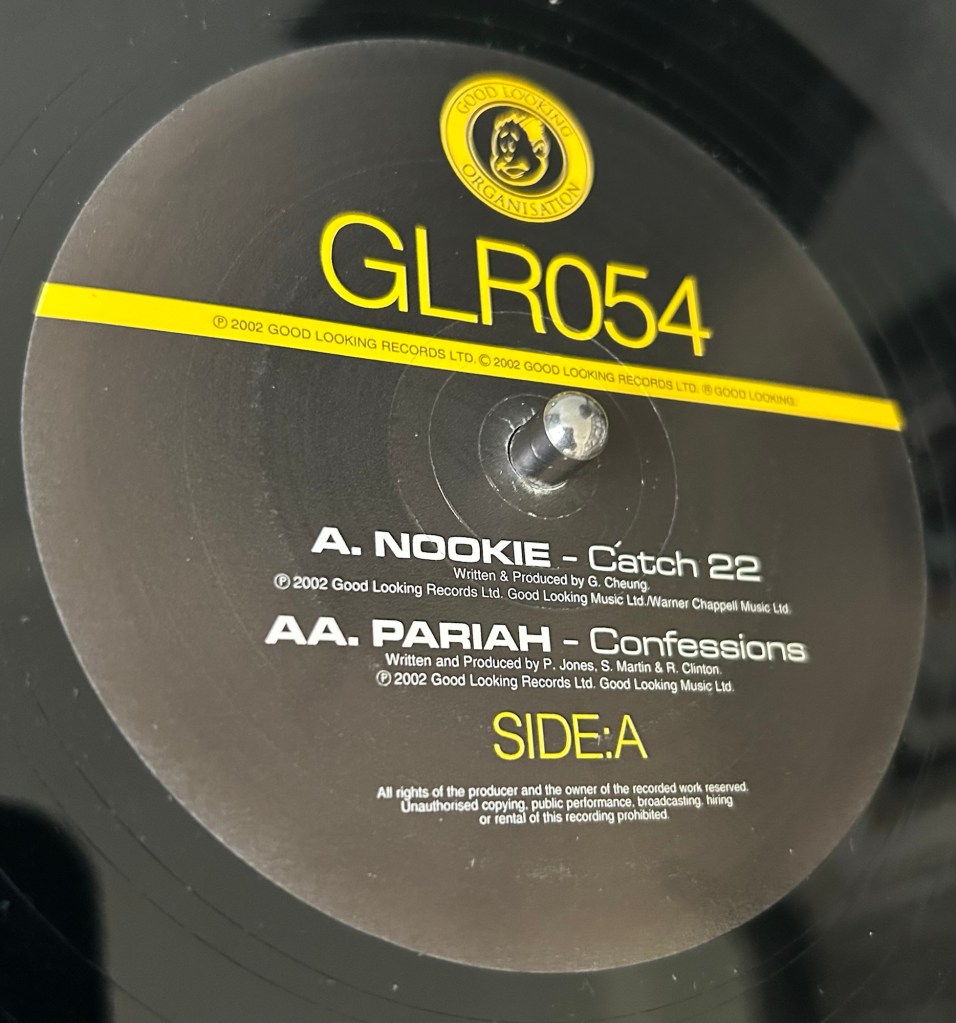 GOOD LOOKING
ORGANISATION
GLR054
℗ 2002 GOOD LOOKING RECORDS LTD. © 2002 GOOD LOOKING RECORDS LTD. ® GOOD LOOKING.
A. NOOKIE - Catch 22
Written & Produced by G. Cheung.
℗ 2002 Good Looking Records Ltd. Good Looking Music Ltd./Warner Chappell Music Ltd.
AA. PARIAH - Confessions
Written and Produced by P. Jones, S. Martin & R. Clinton.
℗ 2002 Good Looking Records Ltd. Good Looking Music Ltd.
SIDE:A
All rights of the producer and the owner of the recorded work reserved.
Unauthorised copying, public performance, broadcasting, hiring
or rental of this recording prohibited.